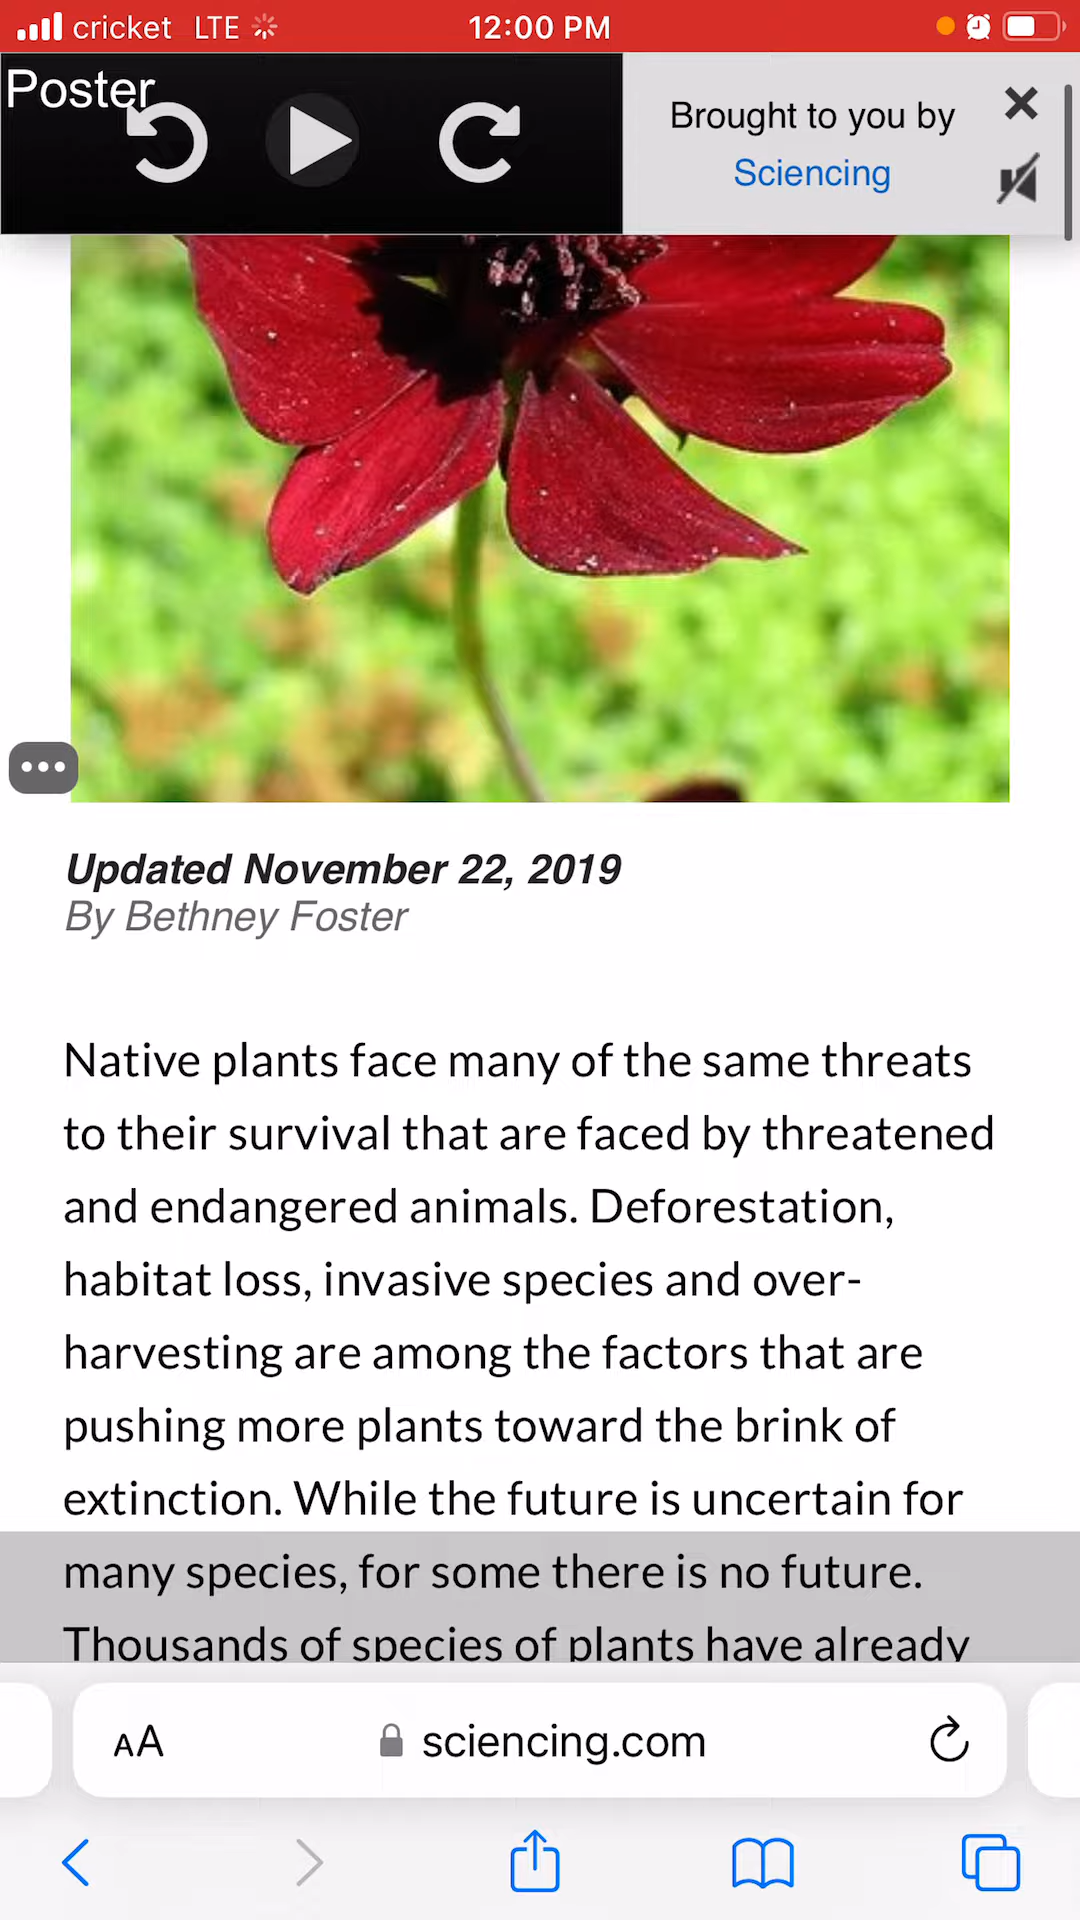 cricket LTE 12:00 PM
Poster
Brought to you by
Sciencing
Updated November 22, 2019
By Bethney Foster
Native plants face many of the same threats
to their survival that are faced by threatened
and endangered animals. Deforestation,
habitat loss, invasive species and over-
harvesting are among the factors that are
pushing more plants toward the brink of
extinction. While the future is uncertain for
many species, for some there is no future.
Thousands of species of plants have already
AA sciencing.com